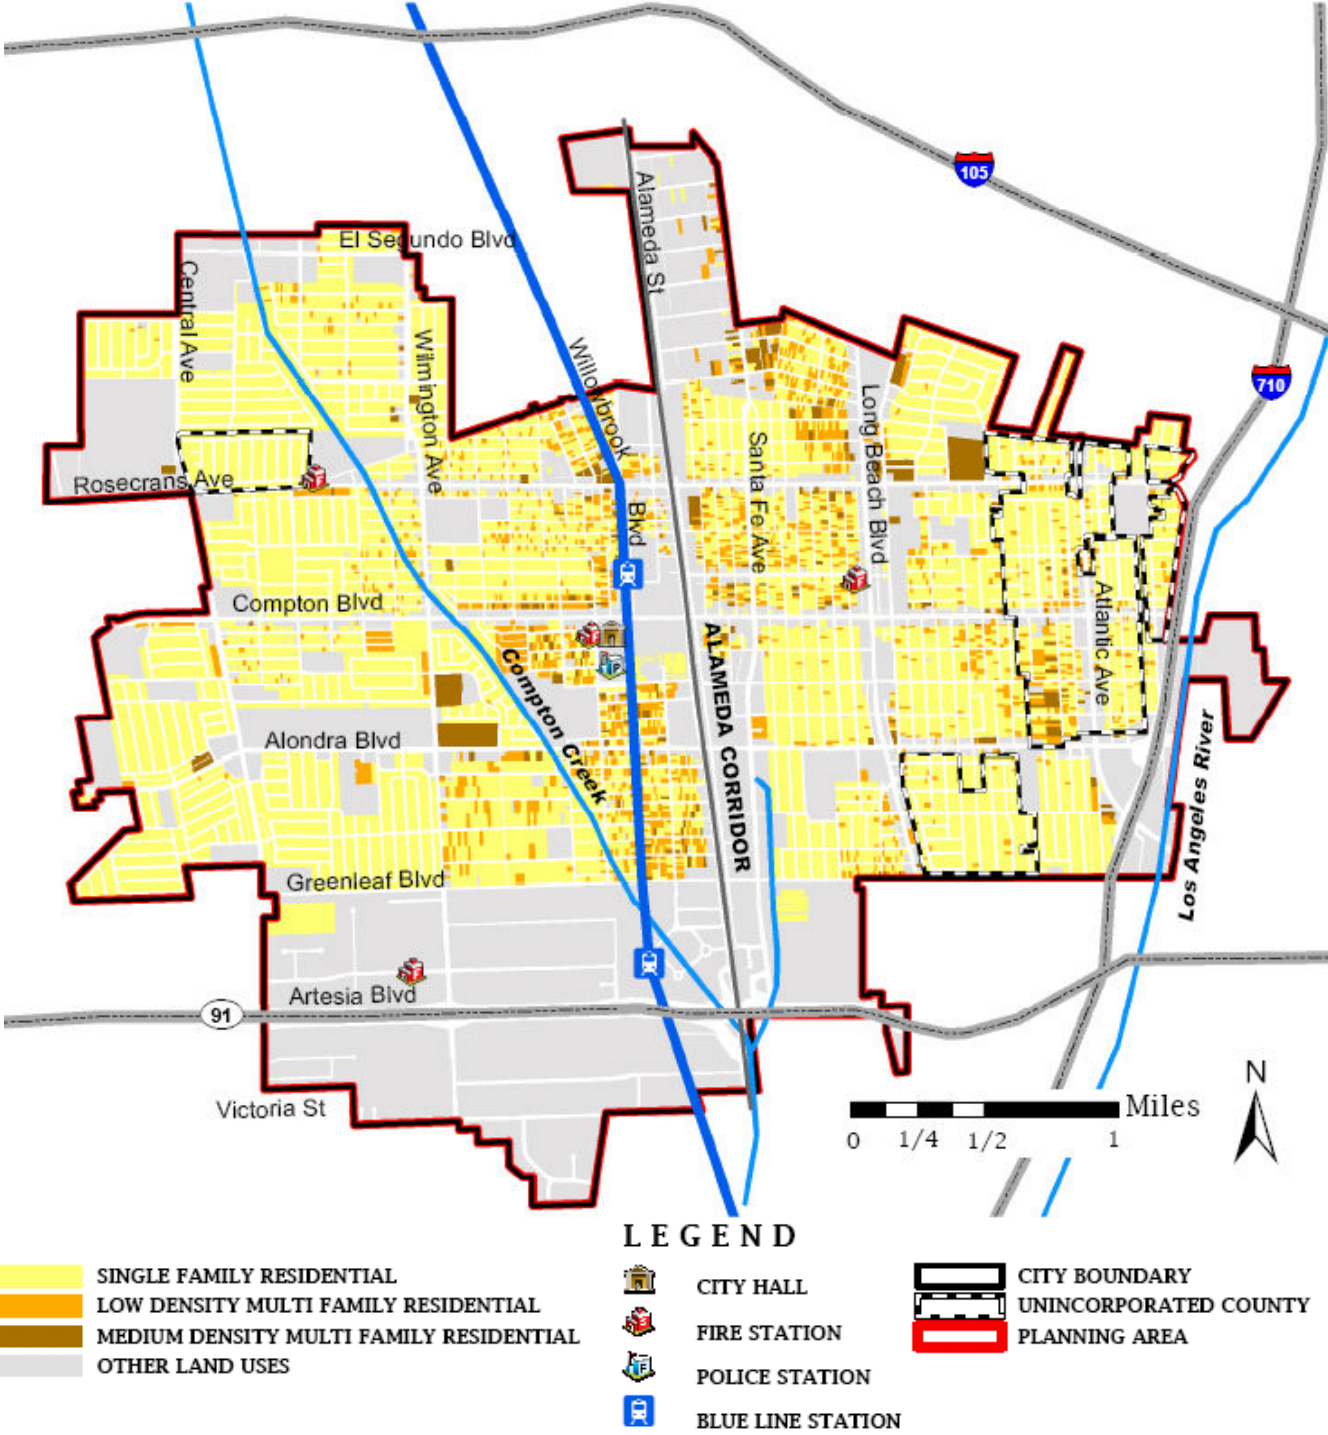 105
Alameda St
El Segundo Blvd
Central Ave
Wilmington Ave
Willowbrook
Blvd
710
Long Beach Blvd
Santa Fe Ave
Rosecrans Ave
Compton Blvd
Atlantic Ave
Compton Creek
ALAMEDA CORRIDOR
Alondra Blvd
Los Angeles River
Greenleaf Blvd
Artesia Blvd
91
Victoria St
N
Miles
0 1/4 1/2 1
LEGEND
SINGLE FAMILY RESIDENTIAL
LOW DENSITY MULTI FAMILY RESIDENTIAL
MEDIUM DENSITY MULTI FAMILY RESIDENTIAL
OTHER LAND USES
CITY HALL
FIRE STATION
POLICE STATION
BLUE LINE STATION
CITY BOUNDARY
UNINCORPORATED COUNTY
PLANNING AREA